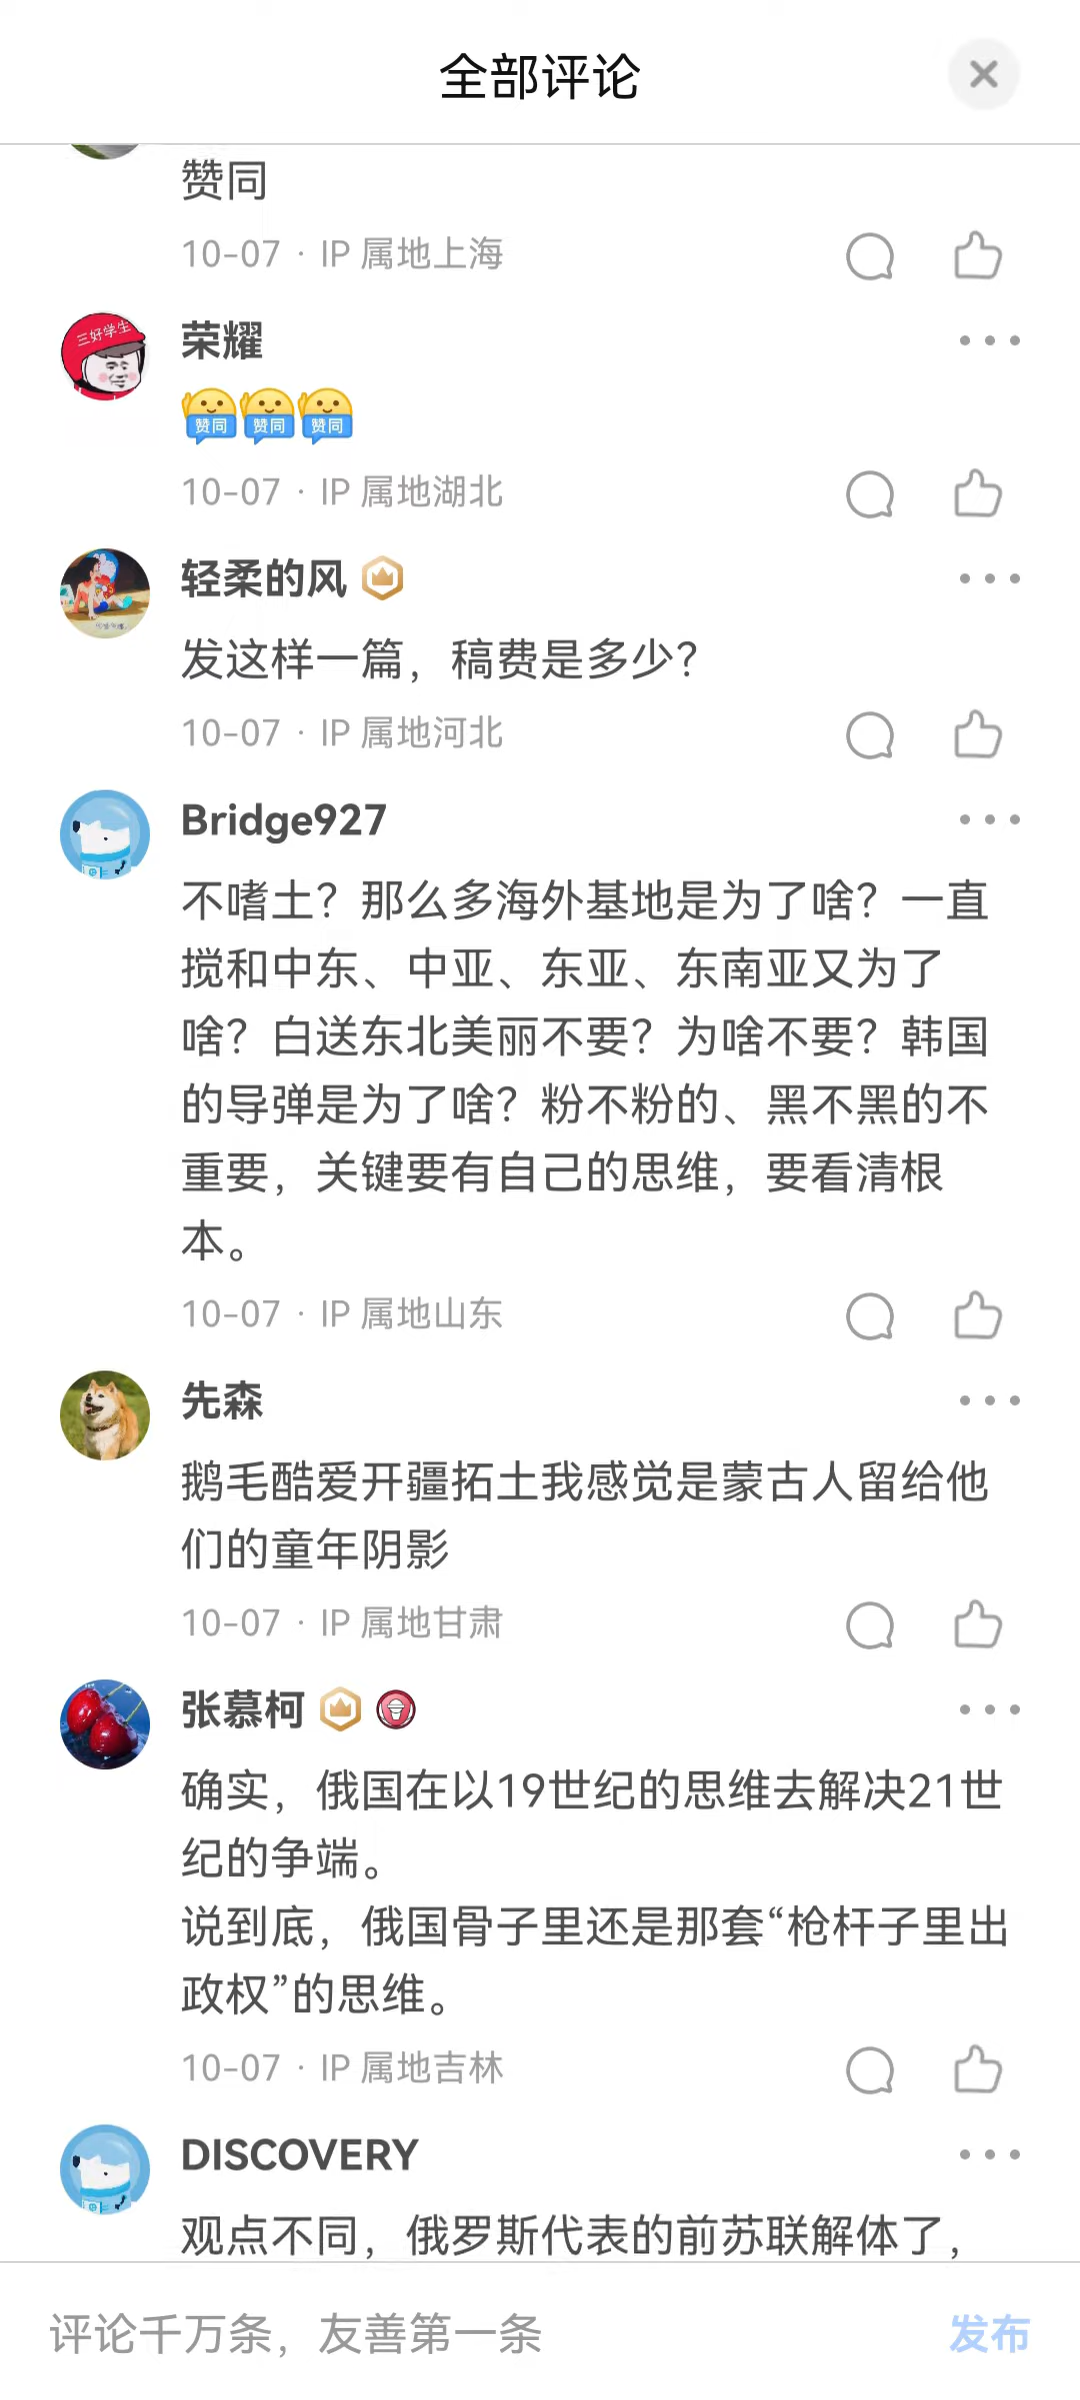 全部评论
赞同
10-07 · IP 属地上海
三好学生
荣耀
赞同 赞同 赞同
10-07 · IP 属地湖北
轻柔的风
发这样一篇，稿费是多少？
10-07 · IP 属地河北
Bridge927
不嗜土？那么多海外基地是为了啥？一直
搅和中东、中亚、东亚、东南亚又为了
啥？白送东北美丽不要？为啥不要？韩国
的导弹是为了啥？粉不粉的、黑不黑的不
重要，关键要有自己的思维，要看清根
本。
10-07 · IP 属地山东
先森
鹅毛酷爱开疆拓土我感觉是蒙古人留给他
们的童年阴影
10-07 · IP 属地甘肃
张慕柯
确实，俄国在以19世纪的思维去解决21世
纪的争端。
说到底，俄国骨子里还是那套“枪杆子里出
政权”的思维。
10-07 · IP 属地吉林
DISCOVERY
观点不同，俄罗斯代表的前苏联解体了，
评论千万条，友善第一条
发布